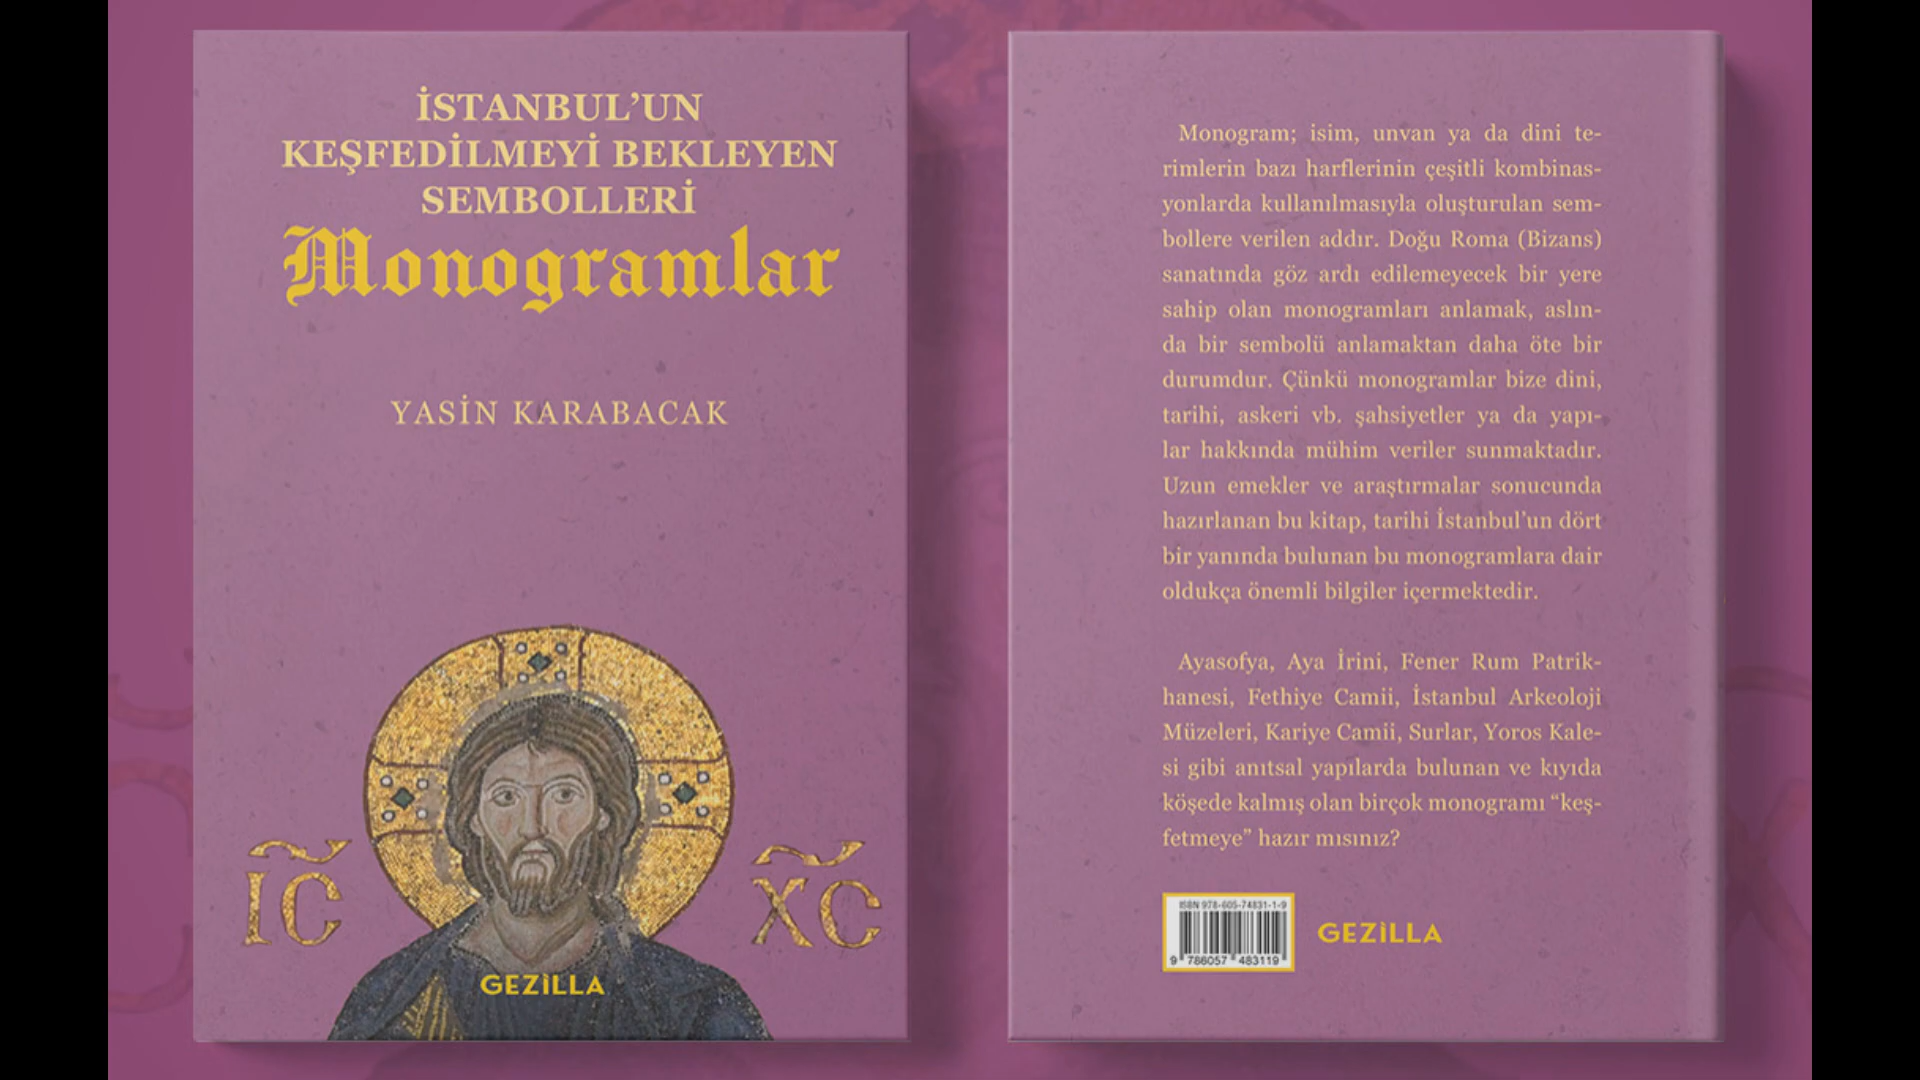 İSTANBUL’UN
KEŞFEDİLMEYİ BEKLEYEN
SEMBOLLERİ
Monogramlar
YASİN KARABACAK
IC
XC
GEZİLLA
Monogram; isim, unvan ya da dini te-
rimlerin bazı harflerinin çeşitli kombinas-
yonlarda kullanılmasıyla oluşturulan sem-
bollere verilen addır. Doğu Roma (Bizans)
sanatında göz ardı edilemeyecek bir yere
sahip olan monogramları anlamak, aslın-
da bir sembolü anlamaktan daha öte bir
durumdur. Çünkü monogramlar bize dini,
tarihi, askeri vb. şahsiyetler ya da yapı-
lar hakkında mühim veriler sunmaktadır.
Uzun emekler ve araştırmalar sonucunda
hazırlanan bu kitap, tarihi İstanbul’un dört
bir yanında bulunan bu monogramlara dair
oldukça önemli bilgiler içermektedir.
Ayasofya, Aya İrini, Fener Rum Patrik-
hanesi, Fethiye Camii, İstanbul Arkeoloji
Müzeleri, Kariye Camii, Surlar, Yoros Kale-
si gibi anıtsal yapılarda bulunan ve kıyıda
köşede kalmış olan birçok monogramı “keş-
fetmeye” hazır mısınız?
ISBN 978-605-74831-1-9
9 786057 483119
GEZİLLA